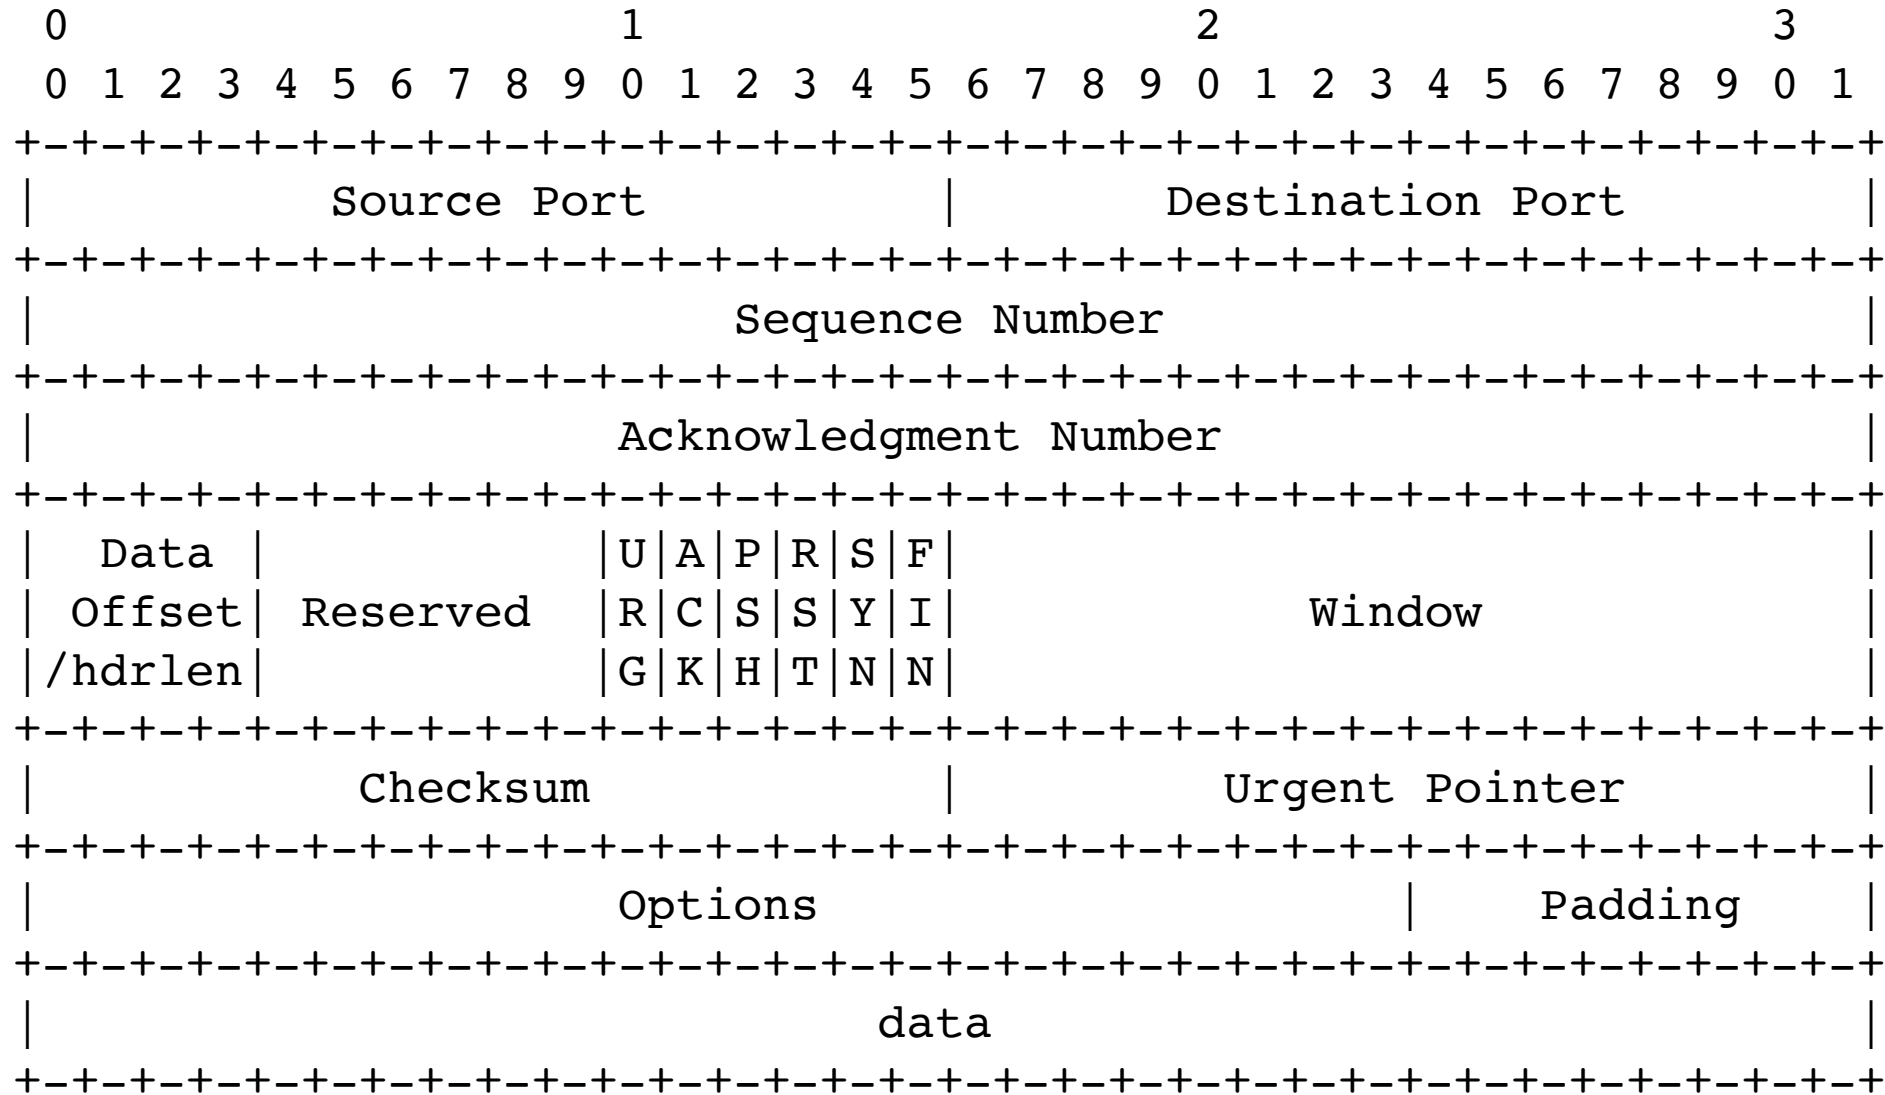 0                   1                   2                   3
 0 1 2 3 4 5 6 7 8 9 0 1 2 3 4 5 6 7 8 9 0 1 2 3 4 5 6 7 8 9 0 1
+-+-+-+-+-+-+-+-+-+-+-+-+-+-+-+-+-+-+-+-+-+-+-+-+-+-+-+-+-+-+-+-+
|          Source Port          |       Destination Port        |
+-+-+-+-+-+-+-+-+-+-+-+-+-+-+-+-+-+-+-+-+-+-+-+-+-+-+-+-+-+-+-+-+
|                        Sequence Number                        |
+-+-+-+-+-+-+-+-+-+-+-+-+-+-+-+-+-+-+-+-+-+-+-+-+-+-+-+-+-+-+-+-+
|                    Acknowledgment Number                      |
+-+-+-+-+-+-+-+-+-+-+-+-+-+-+-+-+-+-+-+-+-+-+-+-+-+-+-+-+-+-+-+-+
|  Data |           |U|A|P|R|S|F|                               |
| Offset| Reserved  |R|C|S|S|Y|I|            Window             |
|/hdrlen|           |G|K|H|T|N|N|                               |
+-+-+-+-+-+-+-+-+-+-+-+-+-+-+-+-+-+-+-+-+-+-+-+-+-+-+-+-+-+-+-+-+
|           Checksum            |         Urgent Pointer        |
+-+-+-+-+-+-+-+-+-+-+-+-+-+-+-+-+-+-+-+-+-+-+-+-+-+-+-+-+-+-+-+-+
|                    Options                    |    Padding    |
+-+-+-+-+-+-+-+-+-+-+-+-+-+-+-+-+-+-+-+-+-+-+-+-+-+-+-+-+-+-+-+-+
|                             data                              |
+-+-+-+-+-+-+-+-+-+-+-+-+-+-+-+-+-+-+-+-+-+-+-+-+-+-+-+-+-+-+-+-+